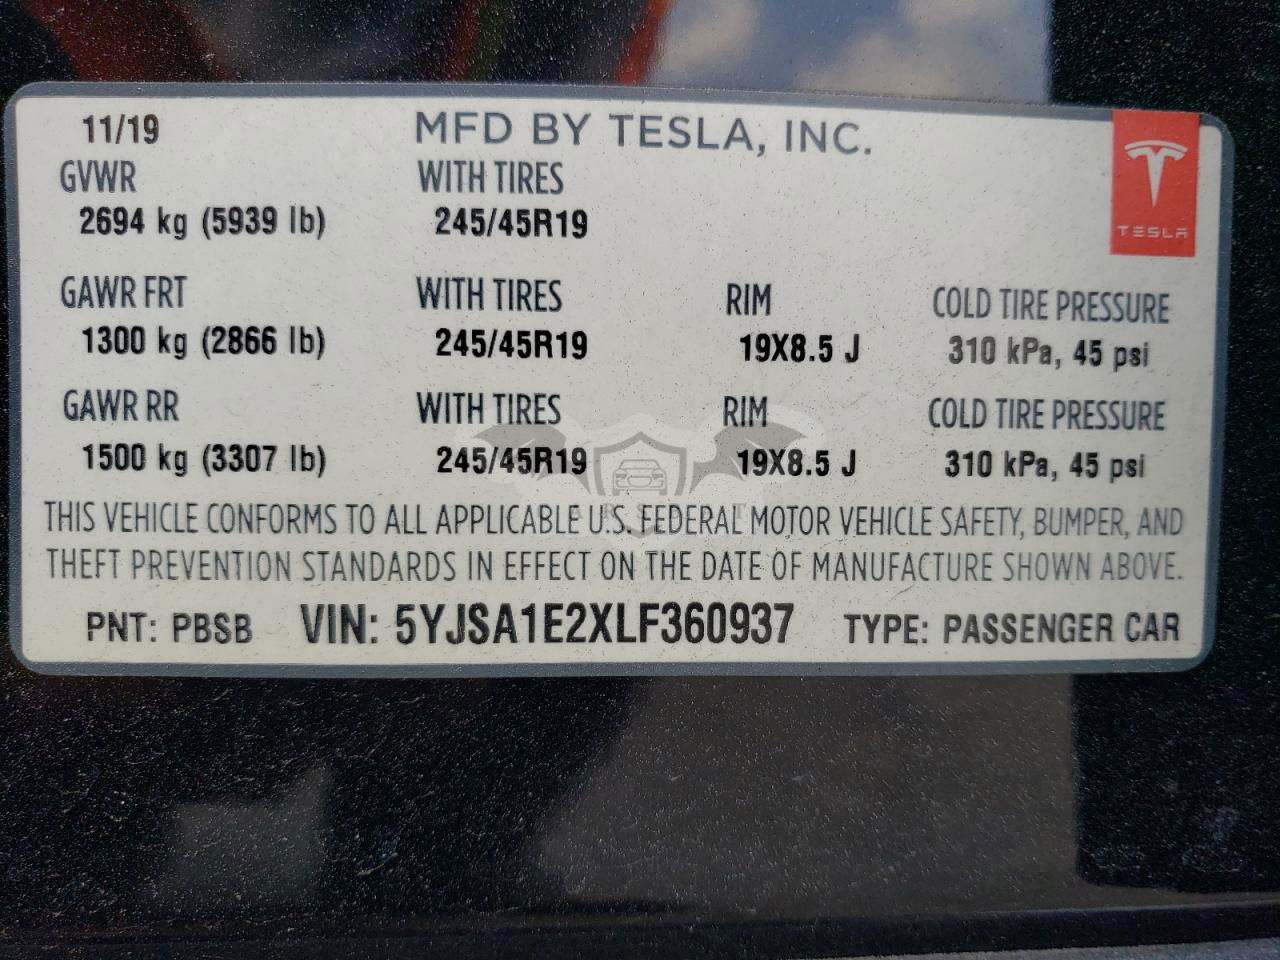 11/19 MFD BY TESLA, INC.
GVWR WITH TIRES
2694 kg (5939 lb) 245/45R19
TESLA
GAWR FRT WITH TIRES RIM COLD TIRE PRESSURE
1300 kg (2866 lb) 245/45R19 19X8.5 J 310 kPa, 45 psi
GAWR RR WITH TIRES RIM COLD TIRE PRESSURE
1500 kg (3307 lb) 245/45R19 19X8.5 J 310 kPa, 45 psi
THIS VEHICLE CONFORMS TO ALL APPLICABLE U.S. FEDERAL MOTOR VEHICLE SAFETY, BUMPER, AND
THEFT PREVENTION STANDARDS IN EFFECT ON THE DATE OF MANUFACTURE SHOWN ABOVE.
PNT: PBSB VIN: 5YJSA1E2XLF360937 TYPE: PASSENGER CAR